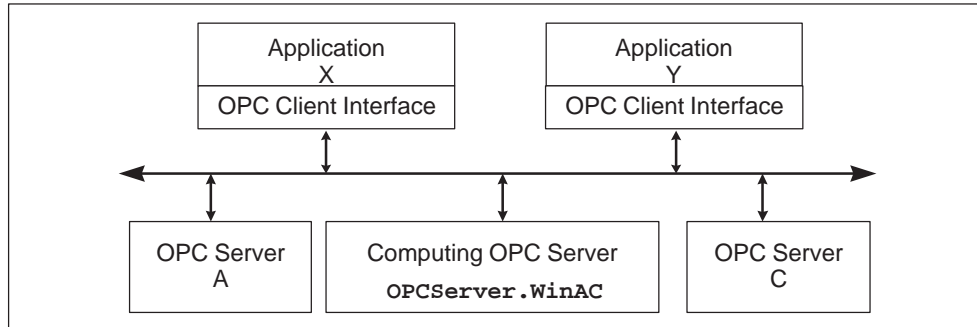 Application
X
OPC Client Interface
Application
Y
OPC Client Interface
OPC Server
A
Computing OPC Server
OPCServer.WinAC
OPC Server
C